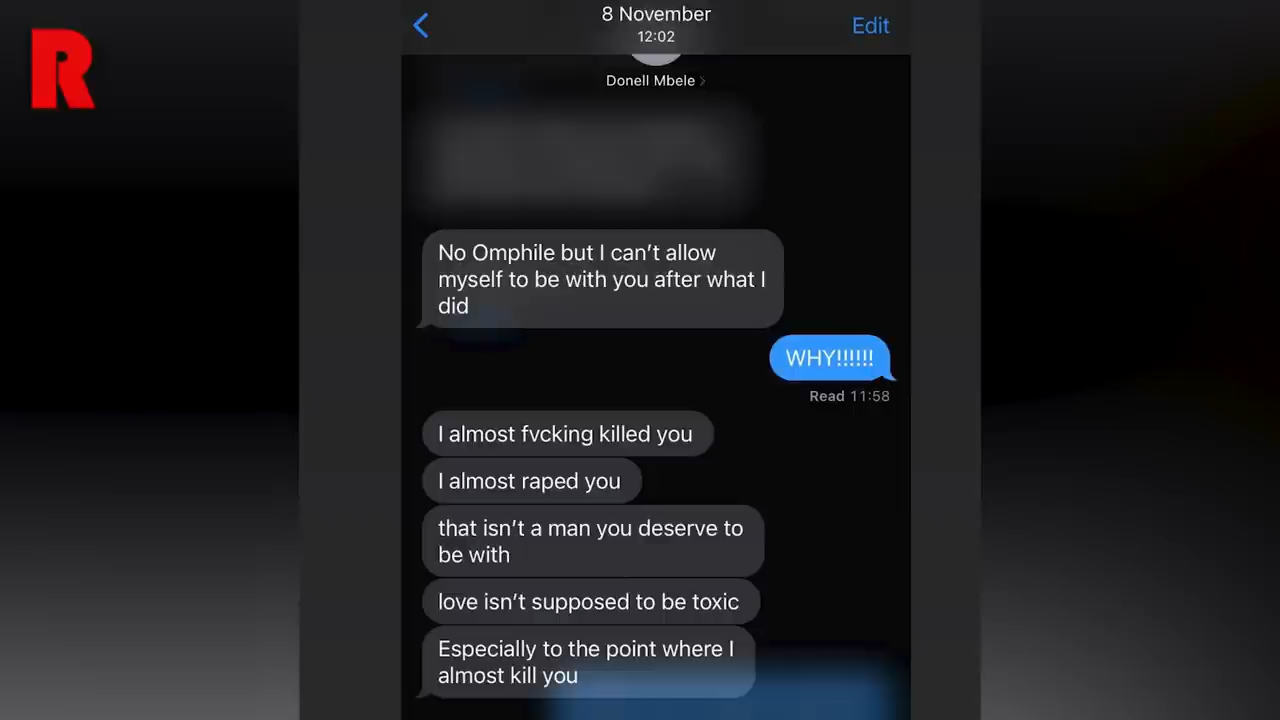 R
8 November
12:02
Edit
Donell Mbele
No Omphile but I can't allow
myself to be with you after what I
did
WHY!!!!!!
Read 11:58
I almost fvcking killed you
I almost raped you
that isn't a man you deserve to
be with
love isn't supposed to be toxic
Especially to the point where I
almost kill you